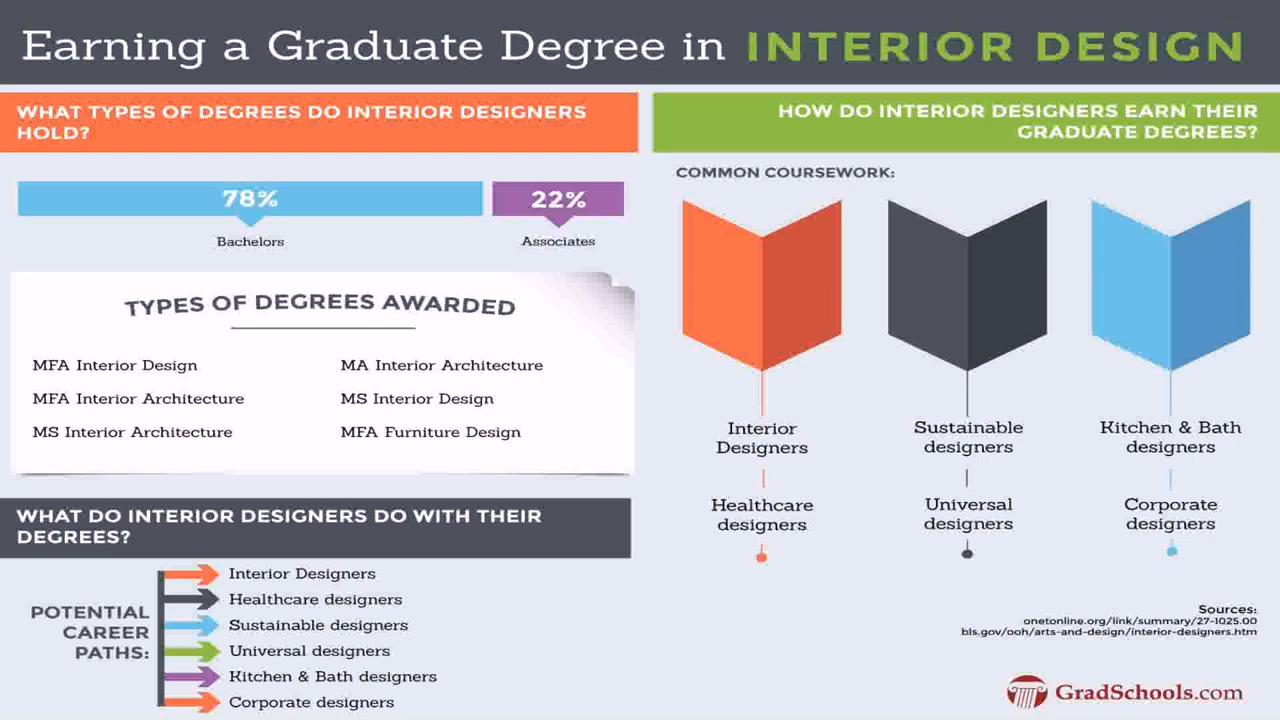 Earning a Graduate Degree in INTERIOR DESIGN
WHAT TYPES OF DEGREES DO INTERIOR DESIGNERS
HOLD?
78%
22%
Bachelors
Associates
TYPES OF DEGREES AWARDED
MFA Interior Design
MA Interior Architecture
MFA Interior Architecture
MS Interior Design
MS Interior Architecture
MFA Furniture Design
WHAT DO INTERIOR DESIGNERS DO WITH THEIR
DEGREES?
POTENTIAL
CAREER
PATHS:
Interior Designers
Healthcare designers
Sustainable designers
Universal designers
Kitchen & Bath designers
Corporate designers
HOW DO INTERIOR DESIGNERS EARN THEIR
GRADUATE DEGREES?
COMMON COURSEWORK:
Interior
Designers
Sustainable
designers
Kitchen & Bath
designers
Healthcare
designers
Universal
designers
Corporate
designers
Sources:
onetonline.org/link/summary/27-1025.00
bls.gov/ooh/arts-and-design/interior-designers.htm
GradSchools.com